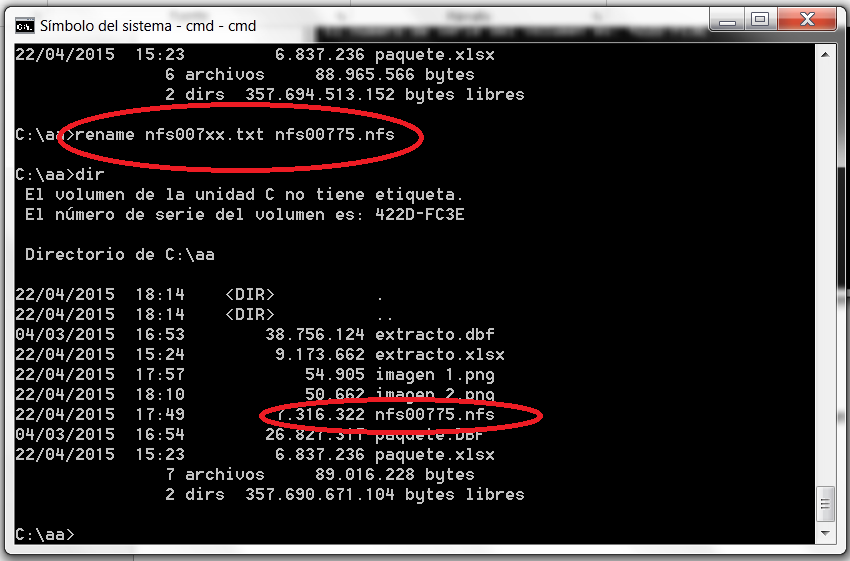 Símbolo del sistema - cmd - cmd
22/04/2015 15:23 6.837.236 paquete.xlsx
6 archivos 88.965.566 bytes
2 dirs 357.694.513.152 bytes libres
C:\aa>rename nfs007xx.txt nfs00775.nfs
C:\aa>dir
El volumen de la unidad C no tiene etiqueta.
El número de serie del volumen es: 422D-FC3E
Directorio de C:\aa
22/04/2015 18:14 <DIR> .
22/04/2015 18:14 <DIR> ..
04/03/2015 16:53 38.756.124 extracto.dbf
22/04/2015 15:24 9.173.662 extracto.xlsx
22/04/2015 17:57 54.905 imagen 1.png
22/04/2015 18:10 50.662 imagen 2.png
22/04/2015 17:49 7.316.322 nfs00775.nfs
04/03/2015 16:54 26.827.317 paquete.DBF
22/04/2015 15:23 6.837.236 paquete.xlsx
7 archivos 89.016.228 bytes
2 dirs 357.690.671.104 bytes libres
C:\aa>